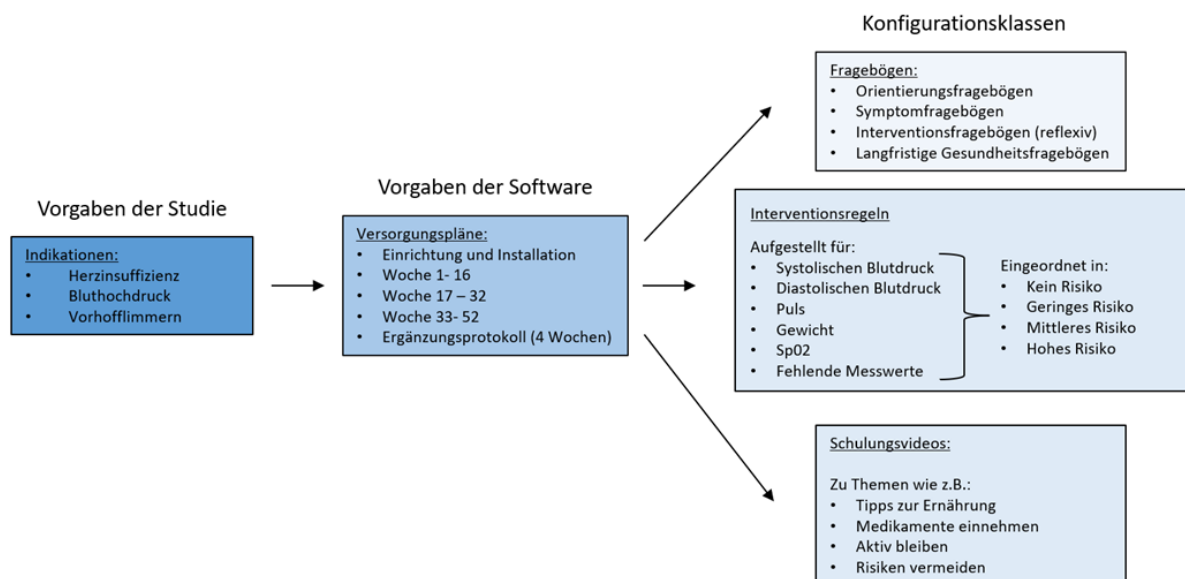 Vorgaben der Studie
Indikationen:
• Herzinsuffizienz
• Bluthochdruck
• Vorhofflimmern
Vorgaben der Software
Versorgungspläne:
• Einrichtung und Installation
• Woche 1- 16
• Woche 17 – 32
• Woche 33- 52
• Ergänzungsprotokoll (4 Wochen)
Konfigurationsklassen
Fragebögen:
• Orientierungsfragebögen
• Symptomfragebögen
• Interventionsfragebögen (reflexiv)
• Langfristige Gesundheitsfragebögen
Interventionsregeln
Aufgestellt für:
• Systolischen Blutdruck
• Diastolischen Blutdruck
• Puls
• Gewicht
• Sp02
• Fehlende Messwerte
Eingeordnet in:
• Kein Risiko
• Geringes Risiko
• Mittleres Risiko
• Hohes Risiko
Schulungsvideos:
Zu Themen wie z.B.:
• Tipps zur Ernährung
• Medikamente einnehmen
• Aktiv bleiben
• Risiken vermeiden